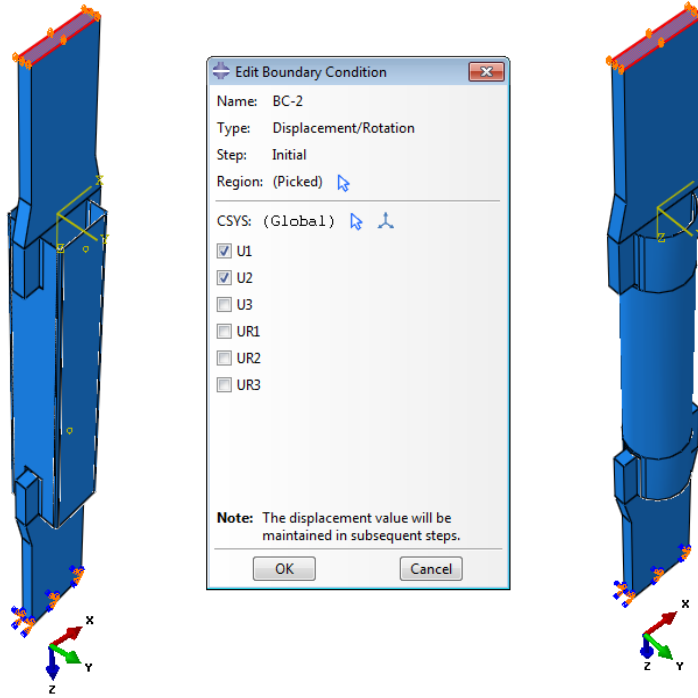 Edit Boundary Condition
Name: BC-2
Type: Displacement/Rotation
Step: Initial
Region: (Picked)
CSYS: (Global)
U1
U2
U3
UR1
UR2
UR3
Note: The displacement value will be
maintained in subsequent steps.
OK Cancel
X
Z
X
Y
Z
X
Y
Z